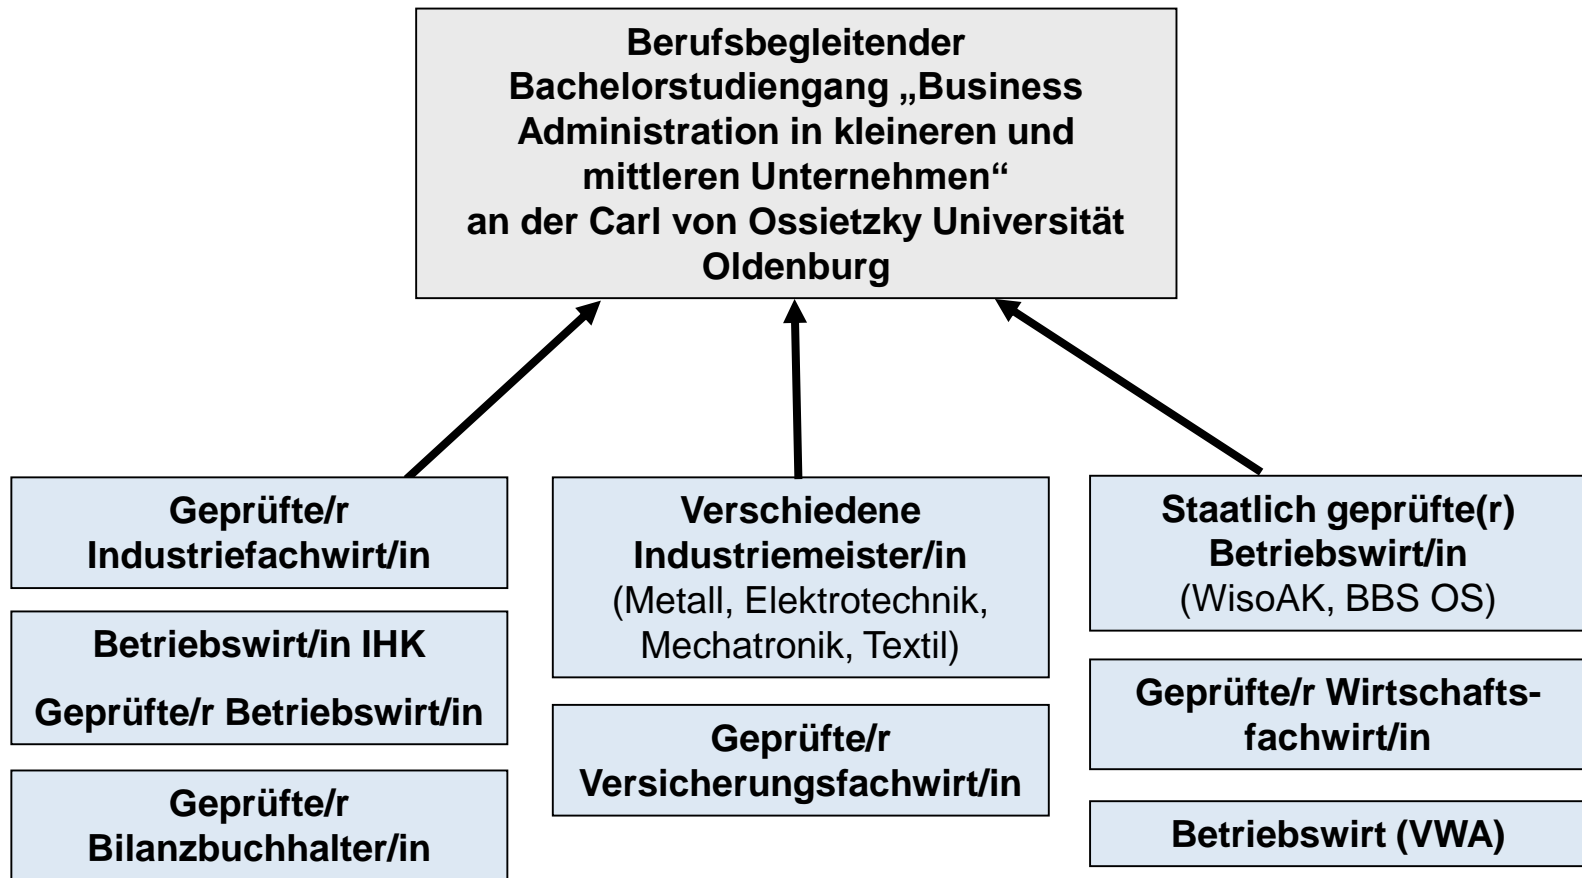 Berufsbegleitender
Bachelorstudiengang „Business
Administration in kleineren und
mittleren Unternehmen“
an der Carl von Ossietzky Universität
Oldenburg
Geprüfte/r
Industriefachwirt/in
Betriebswirt/in IHK
Geprüfte/r Betriebswirt/in
Geprüfte/r
Bilanzbuchhalter/in
Verschiedene
Industriemeister/in
(Metall, Elektrotechnik,
Mechatronik, Textil)
Geprüfte/r
Versicherungsfachwirt/in
Staatlich geprüfte(r)
Betriebswirt/in
(WisoAK, BBS OS)
Geprüfte/r Wirtschafts-
fachwirt/in
Betriebswirt (VWA)